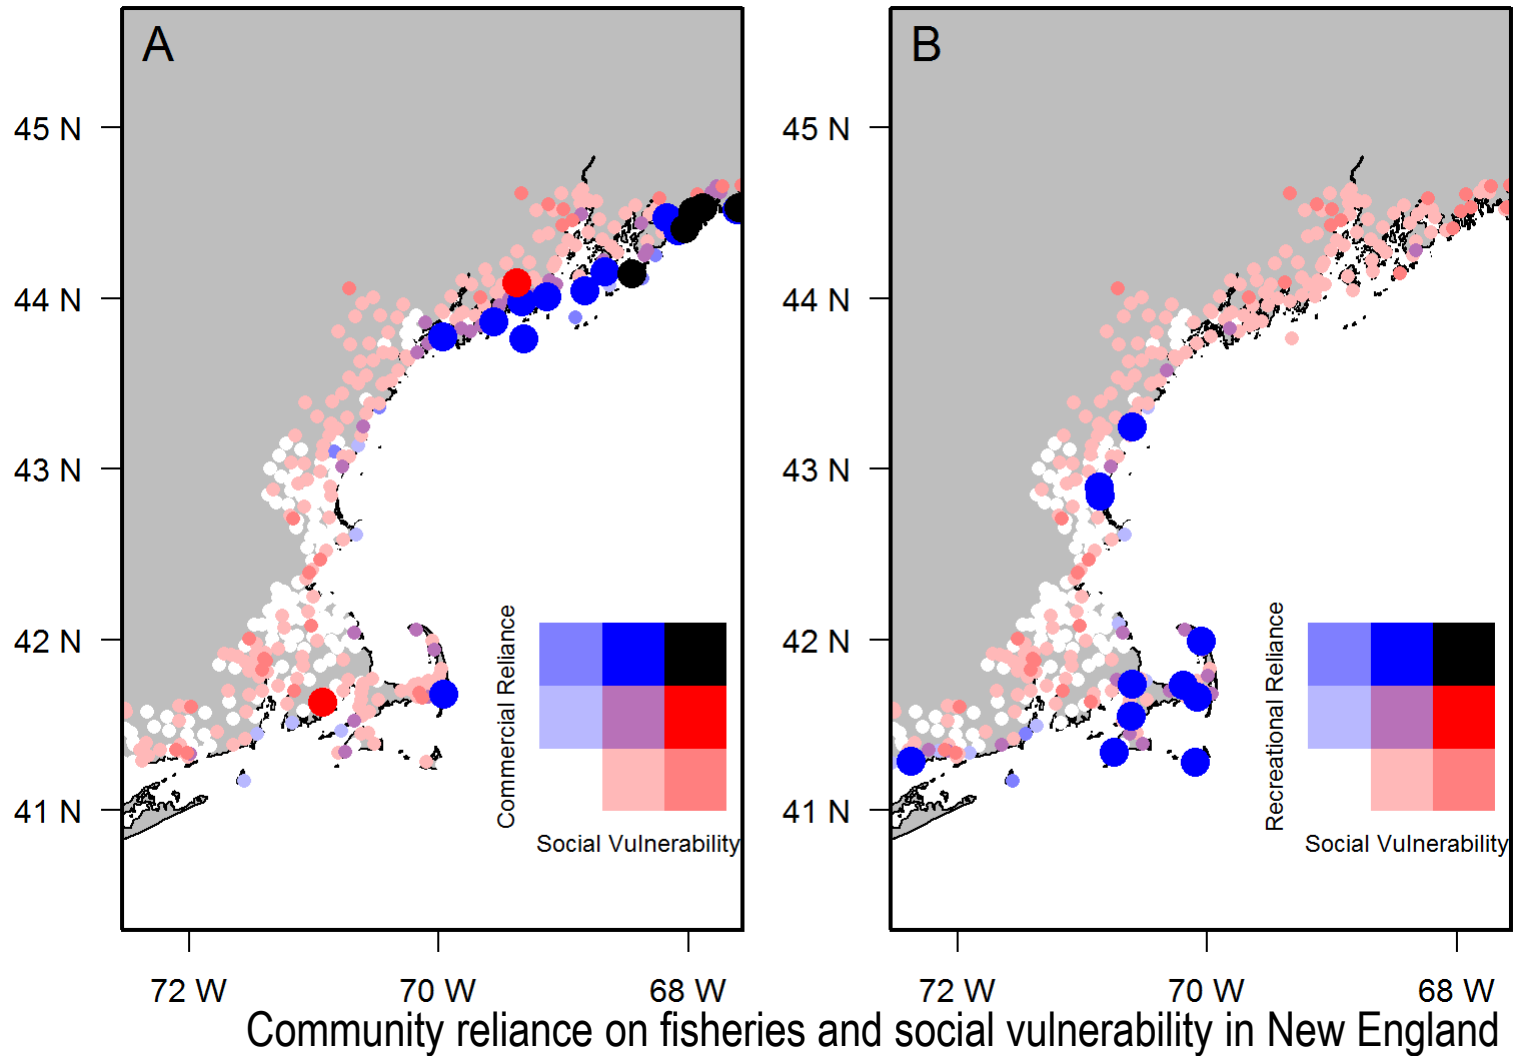 A
B
45 N
45 N
44 N
44 N
43 N
43 N
42 N
42 N
41 N
41 N
Commercial Reliance
Social Vulnerability
Recreational Reliance
Social Vulnerability
72 W 70 W 68 W
72 W 70 W 68 W
Community reliance on fisheries and social vulnerability in New England